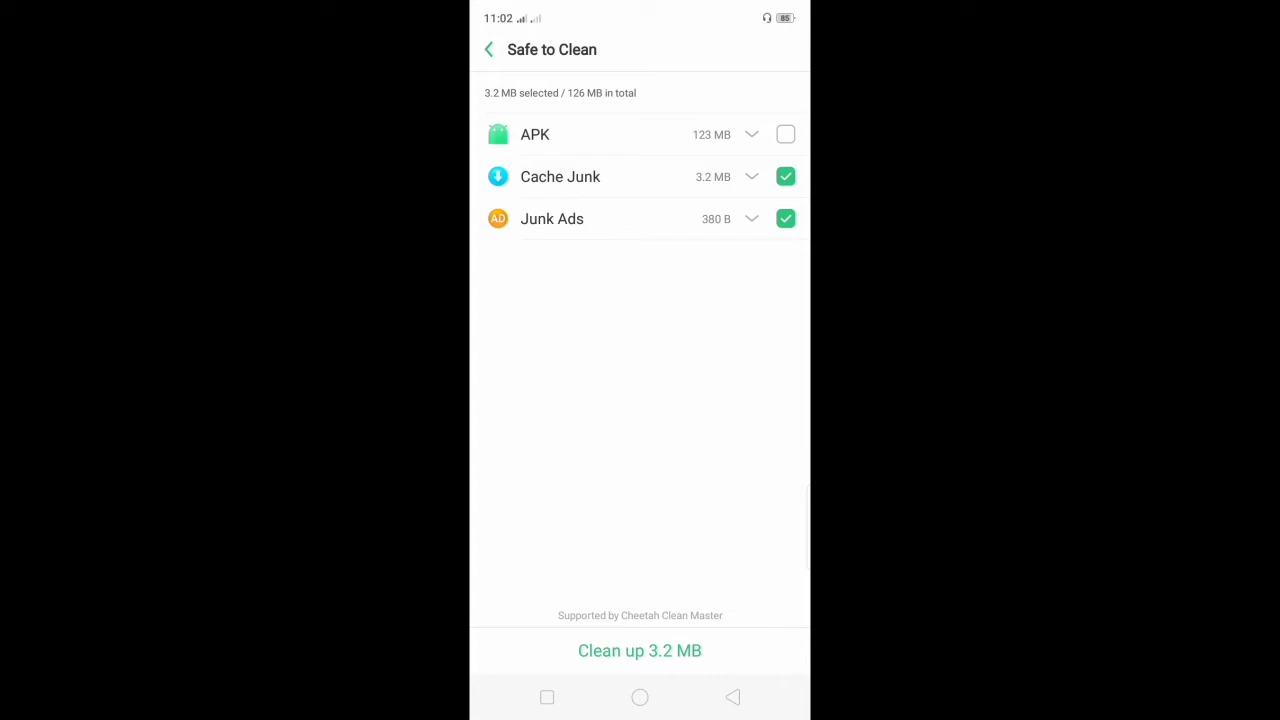 11:02
85
Safe to Clean
3.2 MB selected / 126 MB in total
APK 123 MB
Cache Junk 3.2 MB
AD Junk Ads 380 B
Supported by Cheetah Clean Master
Clean up 3.2 MB